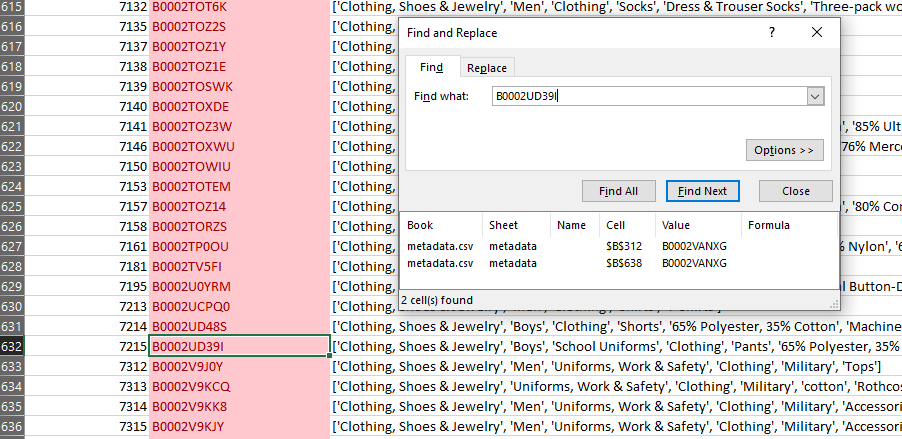 615 7132 B0002TOT6K ['Clothing, Shoes & Jewelry', 'Men', 'Clothing', 'Socks', 'Dress & Trouser Socks', 'Three-pack wo
616 7135 B0002TOZ2S ['Clothing,
617 7137 B0002TOZ1Y ['Clothing,
618 7138 B0002TOZ1E ['Clothing,
619 7139 B0002TOSWK ['Clothing,
620 7140 B0002TOXDE ['Clothing,
621 7141 B0002TOZ3W ['Clothing, ', '85% Ult
622 7146 B0002TOXWU ['Clothing, 76% Merce
623 7150 B0002TOWIU ['Clothing,
624 7153 B0002TOTEM ['Clothing,
625 7157 B0002TOZ14 ['Clothing, ', '80% Con
626 7158 B0002TORZS ['Clothing,
627 7161 B0002TP0OU ['Clothing, % Nylon', '6
628 7181 B0002TV5FI ['Clothing,
629 7195 B0002U0YRM ['Clothing, al Button-D
630 7213 B0002UCPQ0 ['Clothing,
631 7214 B0002UD48S ['Clothing, Shoes & Jewelry', 'Boys', 'Clothing', 'Shorts', '65% Polyester, 35% Cotton', 'Machine
632 7215 B0002UD39I ['Clothing, Shoes & Jewelry', 'Boys', 'School Uniforms', 'Clothing', 'Pants', '65% Polyester, 35%
633 7312 B0002V9J0Y ['Clothing, Shoes & Jewelry', 'Men', 'Uniforms, Work & Safety', 'Clothing', 'Military', 'Tops']
634 7313 B0002V9KCQ ['Clothing, Shoes & Jewelry', 'Uniforms, Work & Safety', 'Clothing', 'Military', 'cotton', 'Rothco
635 7314 B0002V9KK8 ['Clothing, Shoes & Jewelry', 'Men', 'Uniforms, Work & Safety', 'Clothing', 'Military', 'Accessori
636 7315 B0002V9KJY ['Clothing, Shoes & Jewelry', 'Men', 'Uniforms, Work & Safety', 'Clothing', 'Military', 'Accessori
Find and Replace ?
Find Replace
Find what: B0002UD39I
Options >>
Find All Find Next Close
Book Sheet Name Cell Value Formula
metadata.csv metadata $B$312 B0002VANXG
metadata.csv metadata $B$638 B0002VANXG
2 cell(s) found